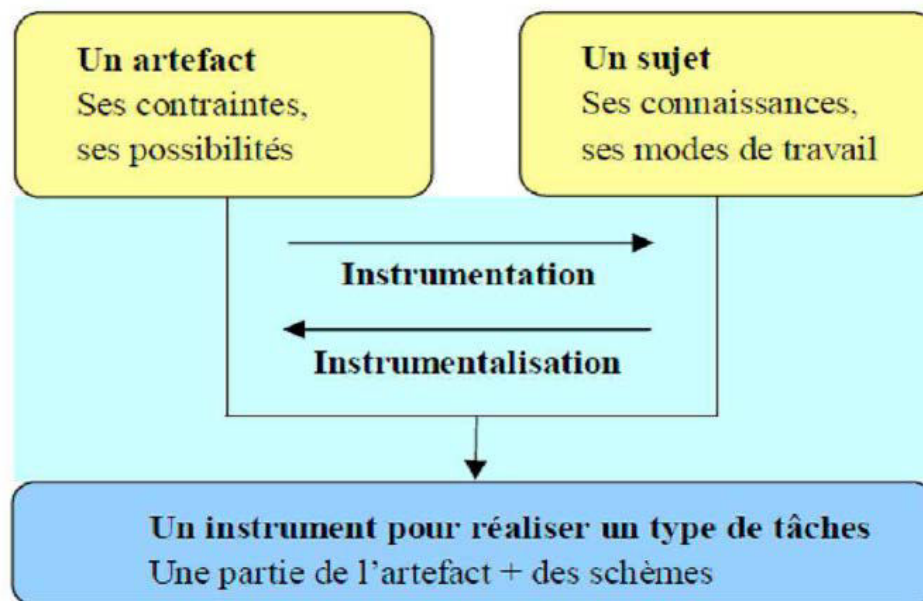 Un artefact
Ses contraintes,
ses possibilités
Un sujet
Ses connaissances,
ses modes de travail
Instrumentation
Instrumentalisation
Un instrument pour réaliser un type de tâches
Une partie de l'artefact + des schèmes